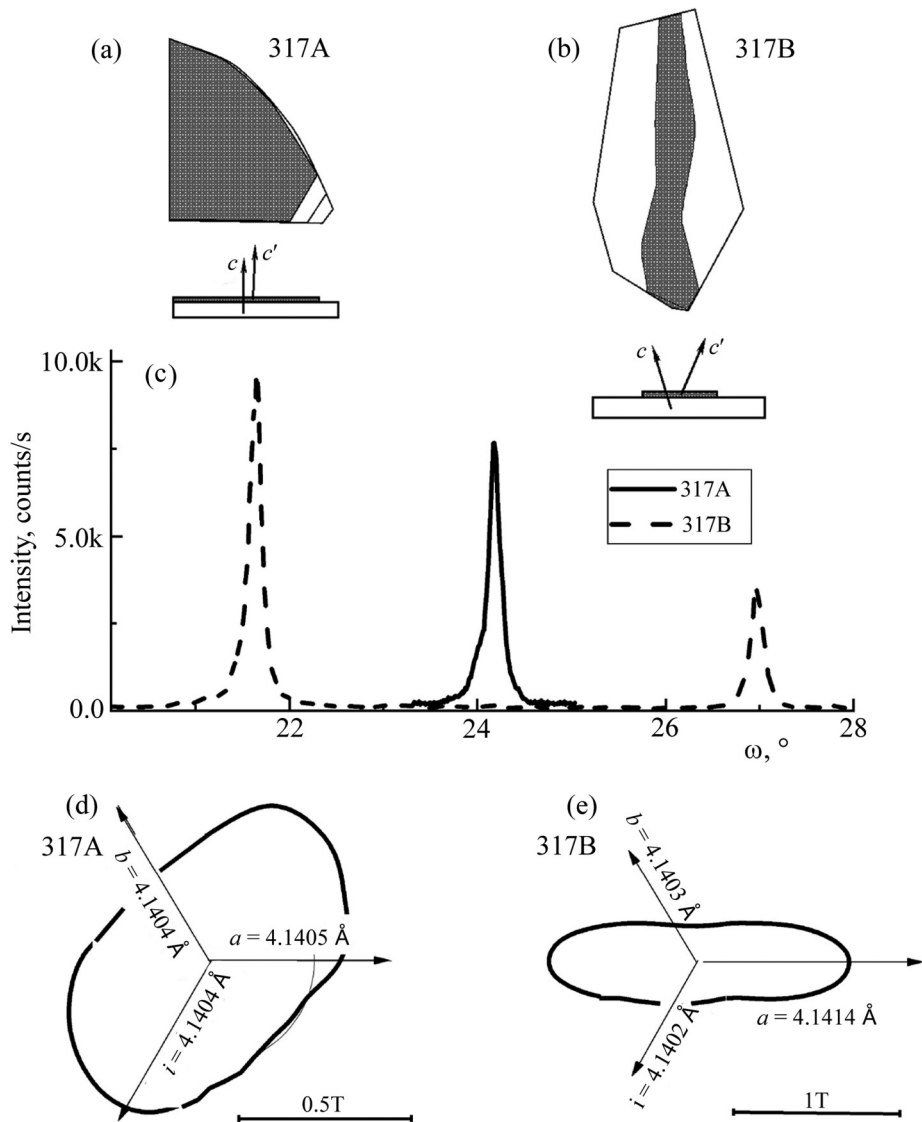 (a) 317A
(b) 317B
c c′
c c′
(c)
Intensity, counts/s
10.0k
5.0k
0.0
22 24 26 28
ω, °
317A
317B
(d)
317A
b = 4.1404 Å
a = 4.1405 Å
i = 4.1404 Å
0.5T
(e)
317B
b = 4.1403 Å
a = 4.1414 Å
i = 4.1402 Å
1T